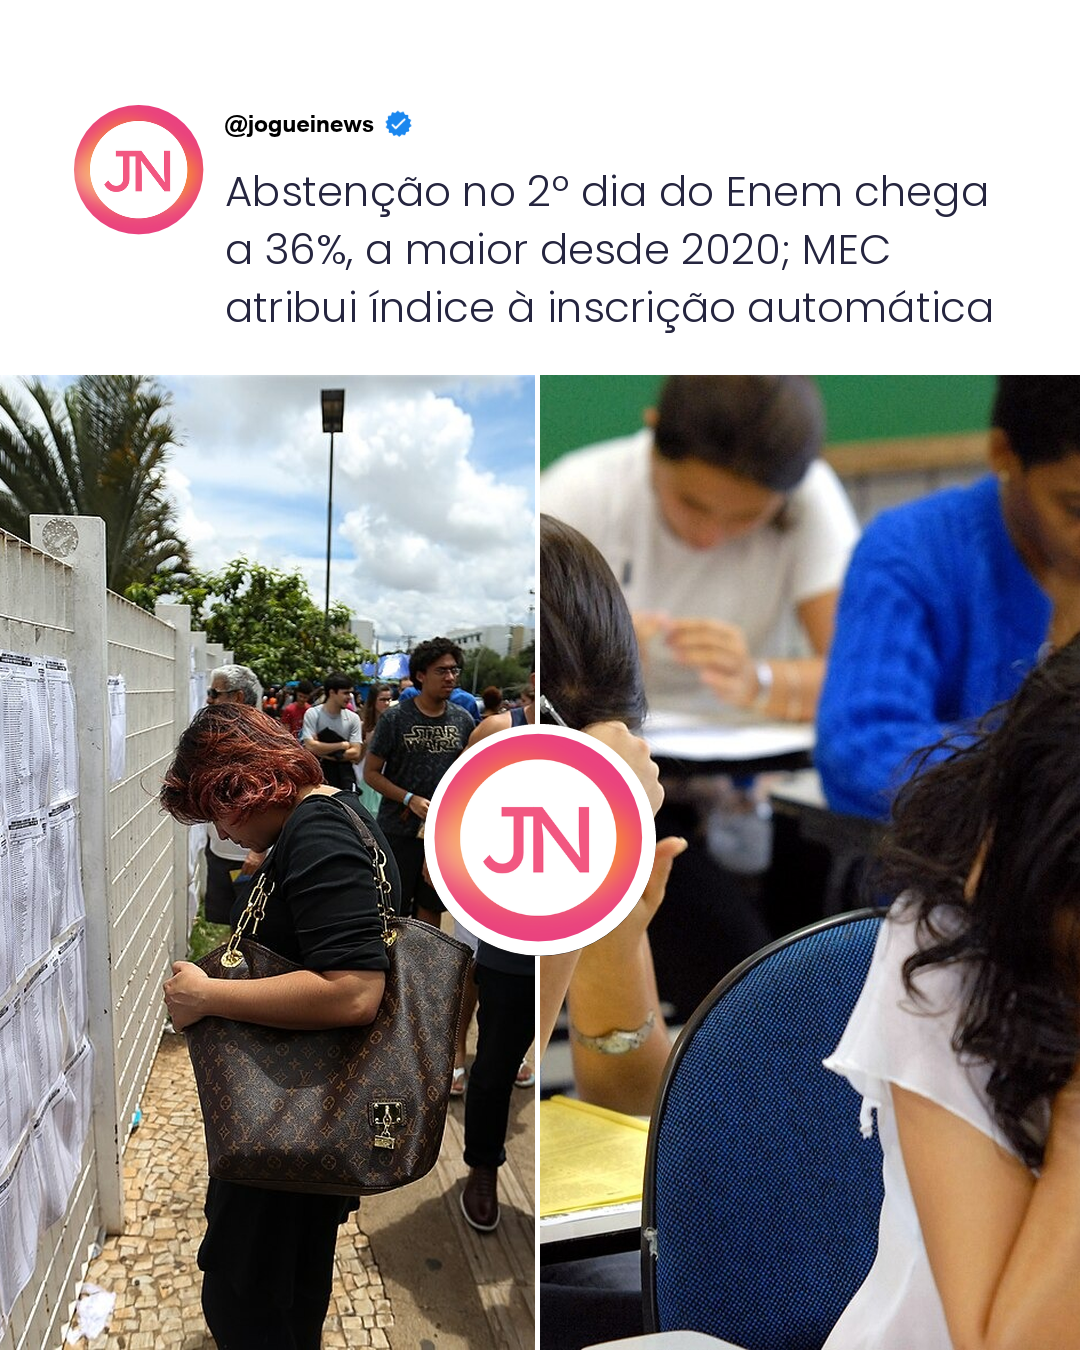 @jogueinews
JN
Abstenção no 2º dia do Enem chega
a 36%, a maior desde 2020; MEC
atribui índice à inscrição automática
STAR
WARS
JN